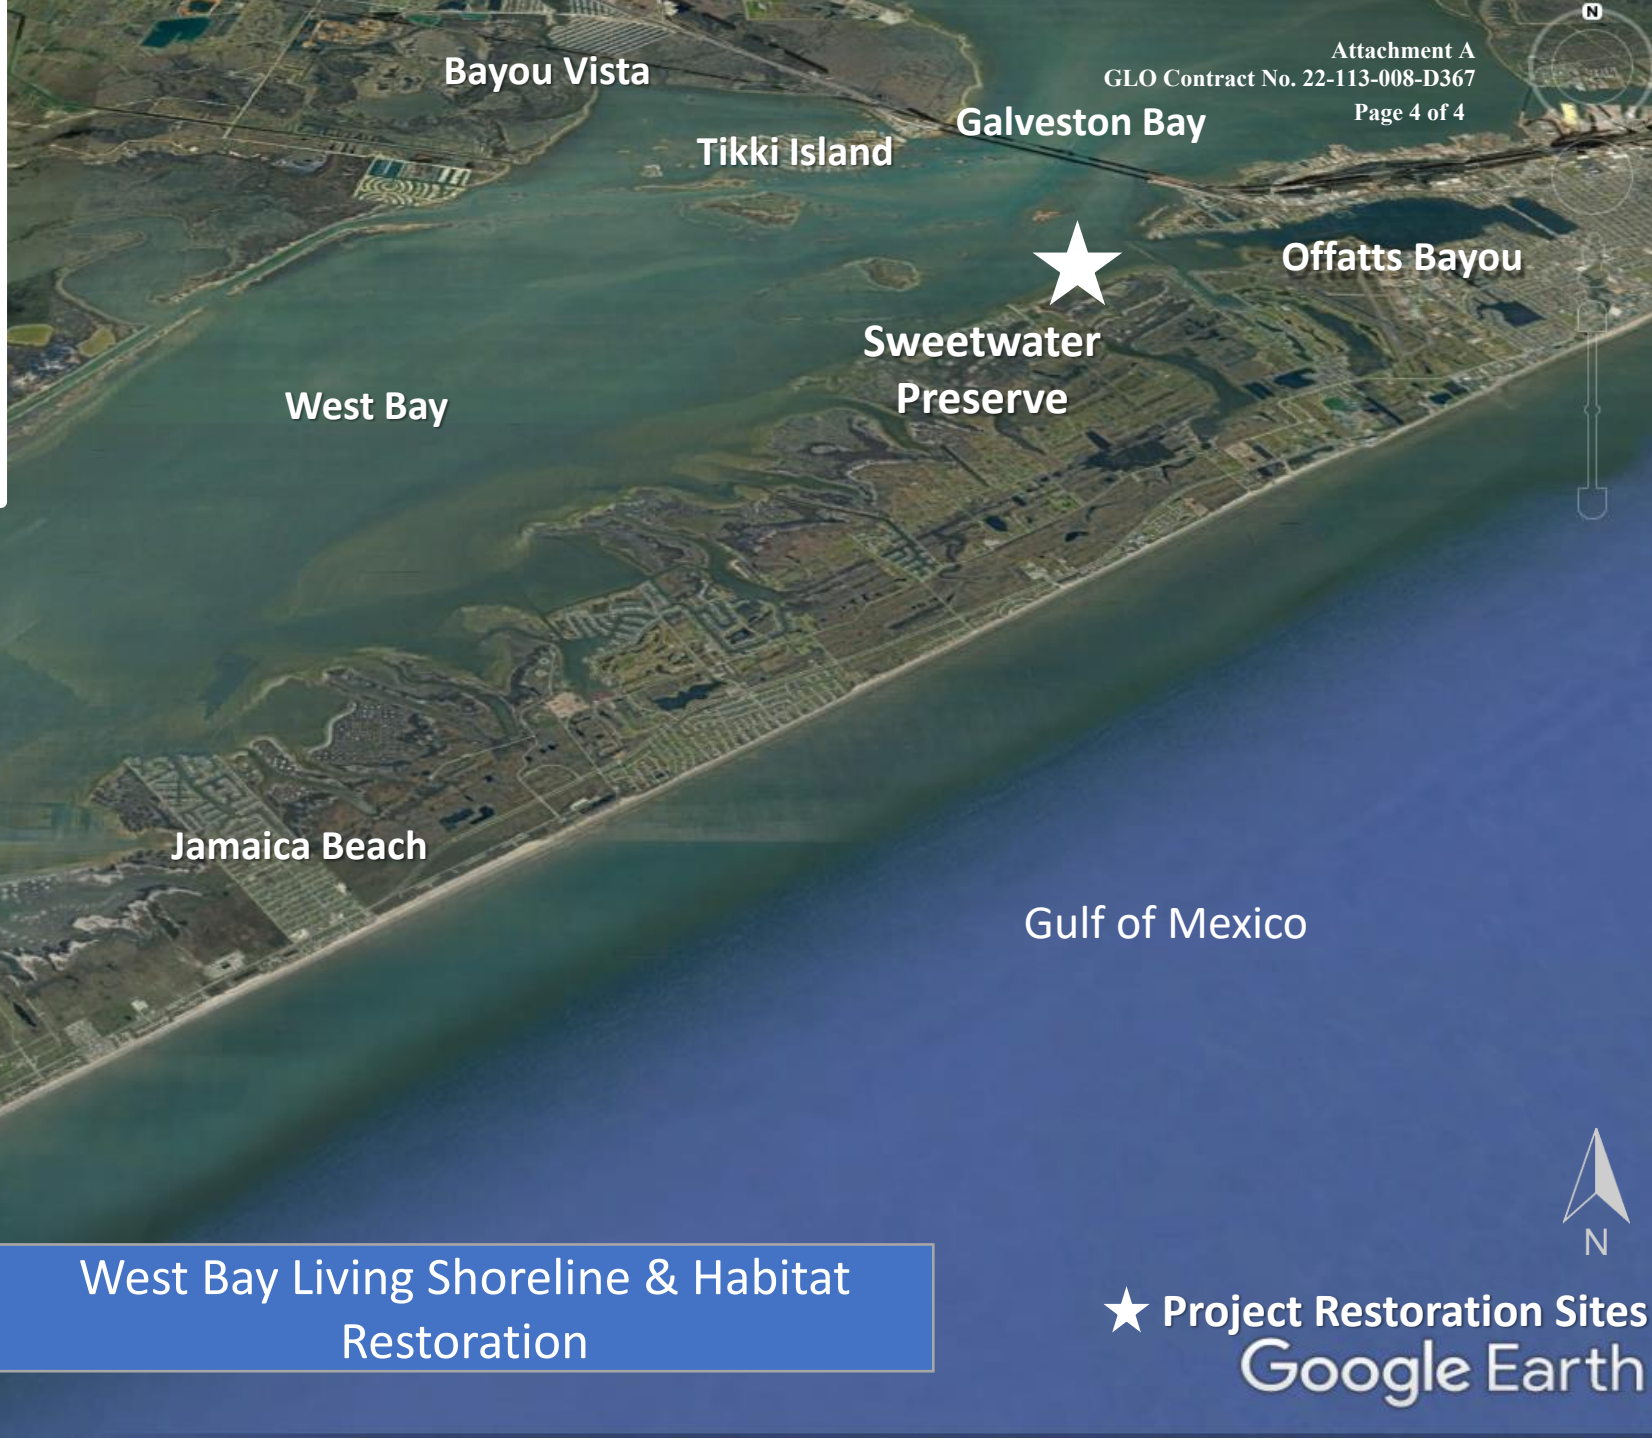 N
Attachment A
GLO Contract No. 22-113-008-D367
Page 4 of 4
Bayou Vista
Galveston Bay
Tikki Island
Offatts Bayou
Sweetwater
Preserve
West Bay
Jamaica Beach
Gulf of Mexico
N
West Bay Living Shoreline & Habitat
Restoration
Project Restoration Sites
Google Earth